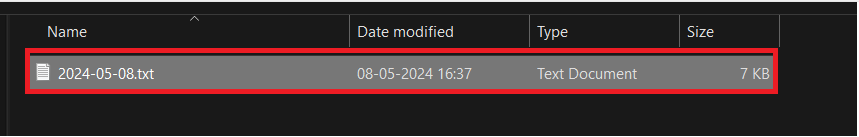 Name Date modified Type Size
2024-05-08.txt 08-05-2024 16:37 Text Document 7 KB